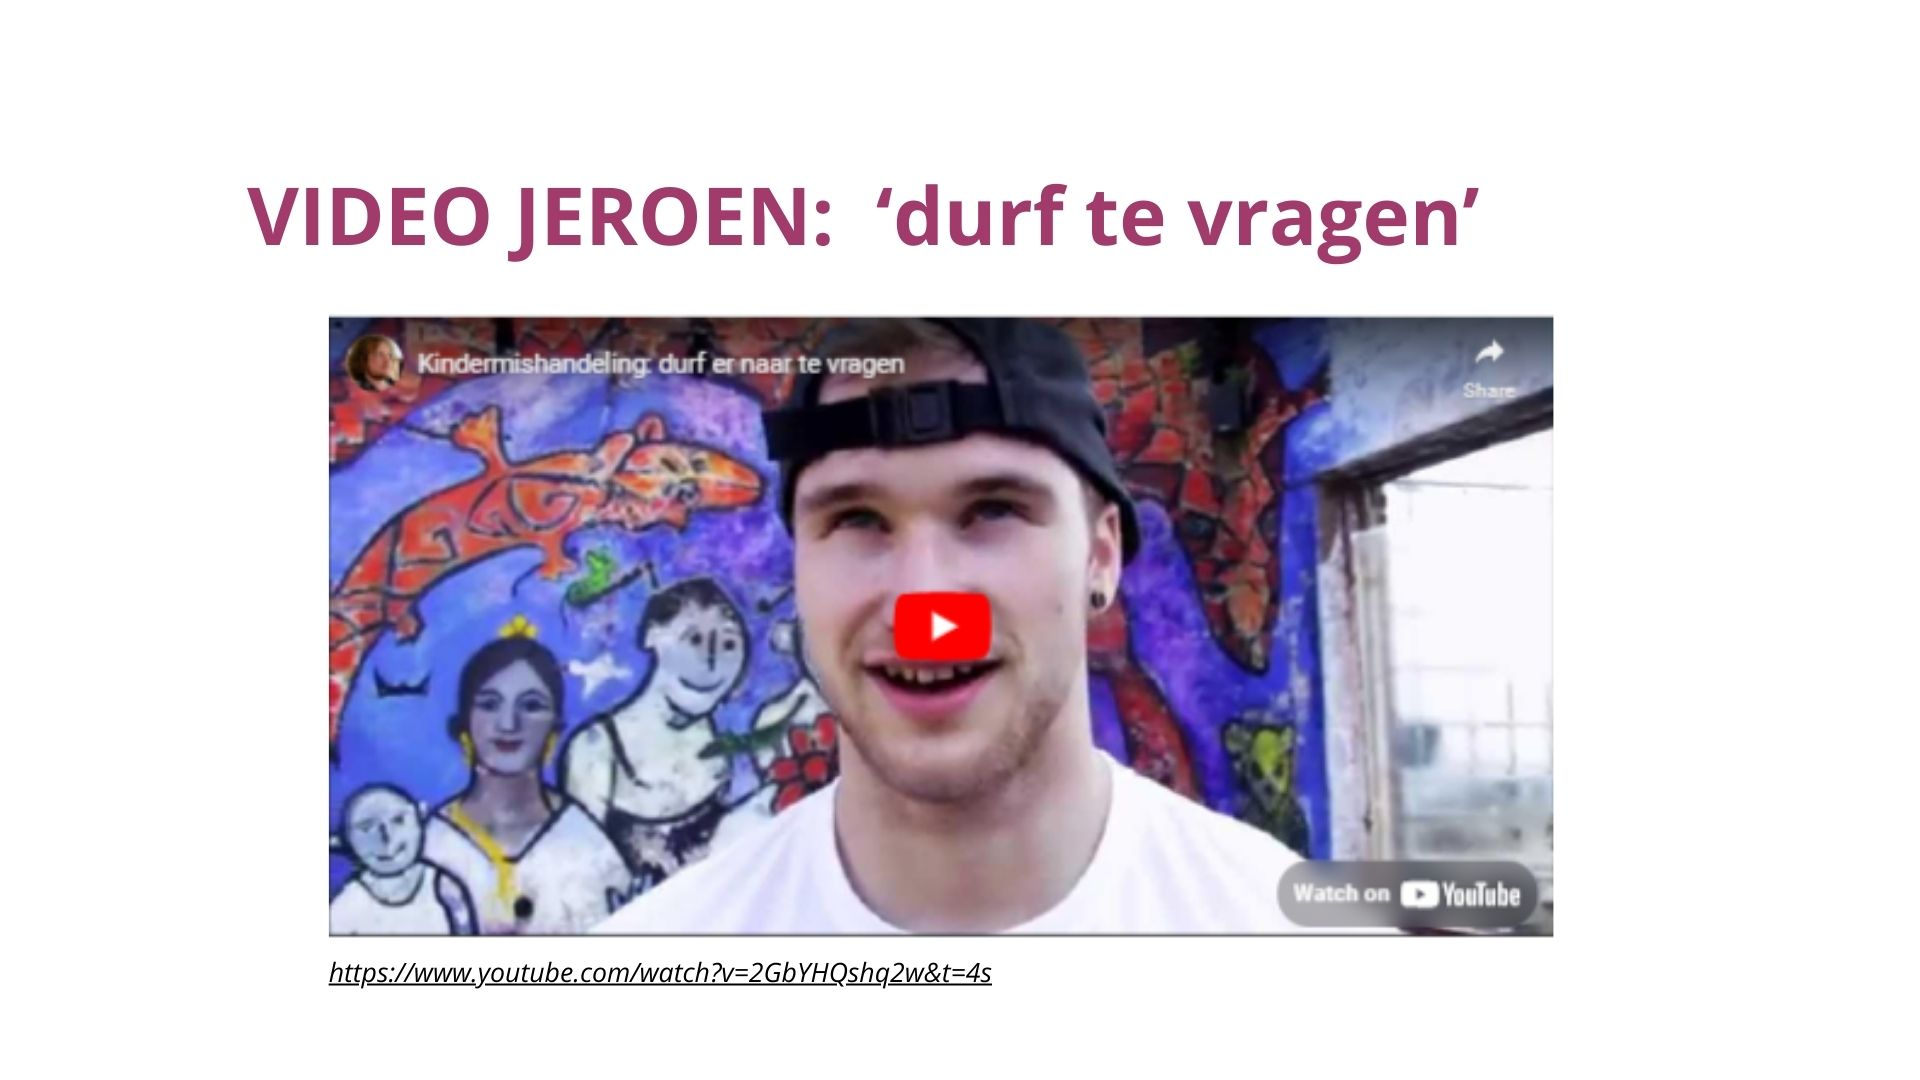 VIDEO JEROEN: ‘durf te vragen’
Kindermishandeling: durf er naar te vragen
Share
Watch on YouTube
https://www.youtube.com/watch?v=2GbYHQshq2w&t=4s